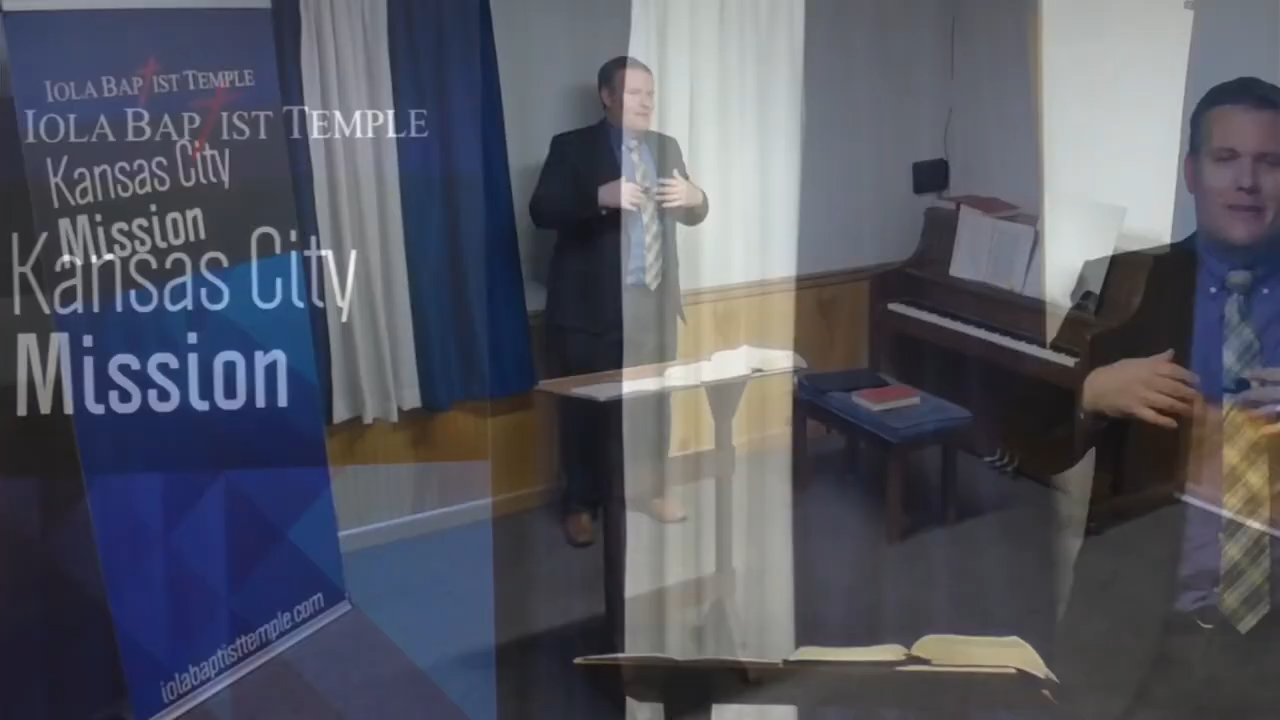 IOLA BAPTIST TEMPLE
IOLA BAPTIST TEMPLE
Kansas City
Mission
Kansas City
Mission
iolabaptisttemple.com